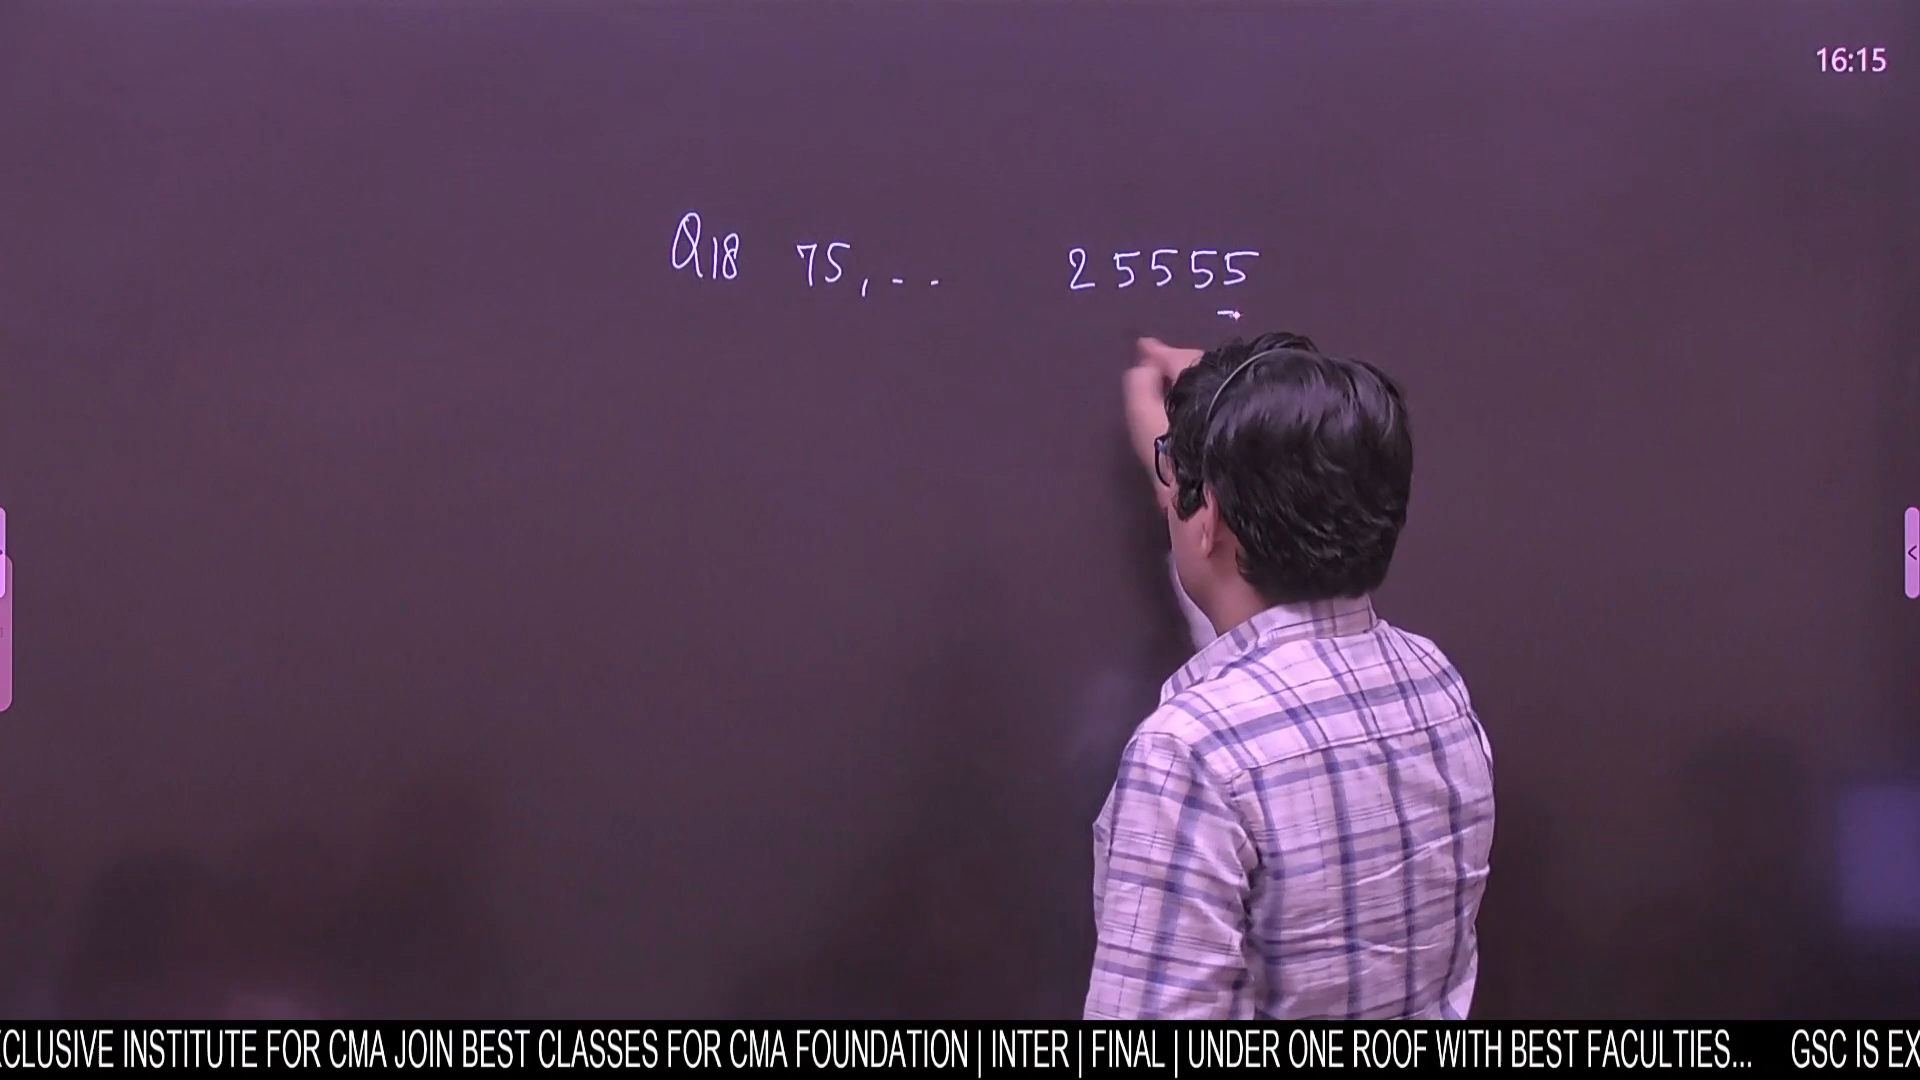 16:15
Q18 75,.. 25555
XCLUSIVE INSTITUTE FOR CMA JOIN BEST CLASSES FOR CMA FOUNDATION | INTER | FINAL | UNDER ONE ROOF WITH BEST FACULTIES... GSC IS EX